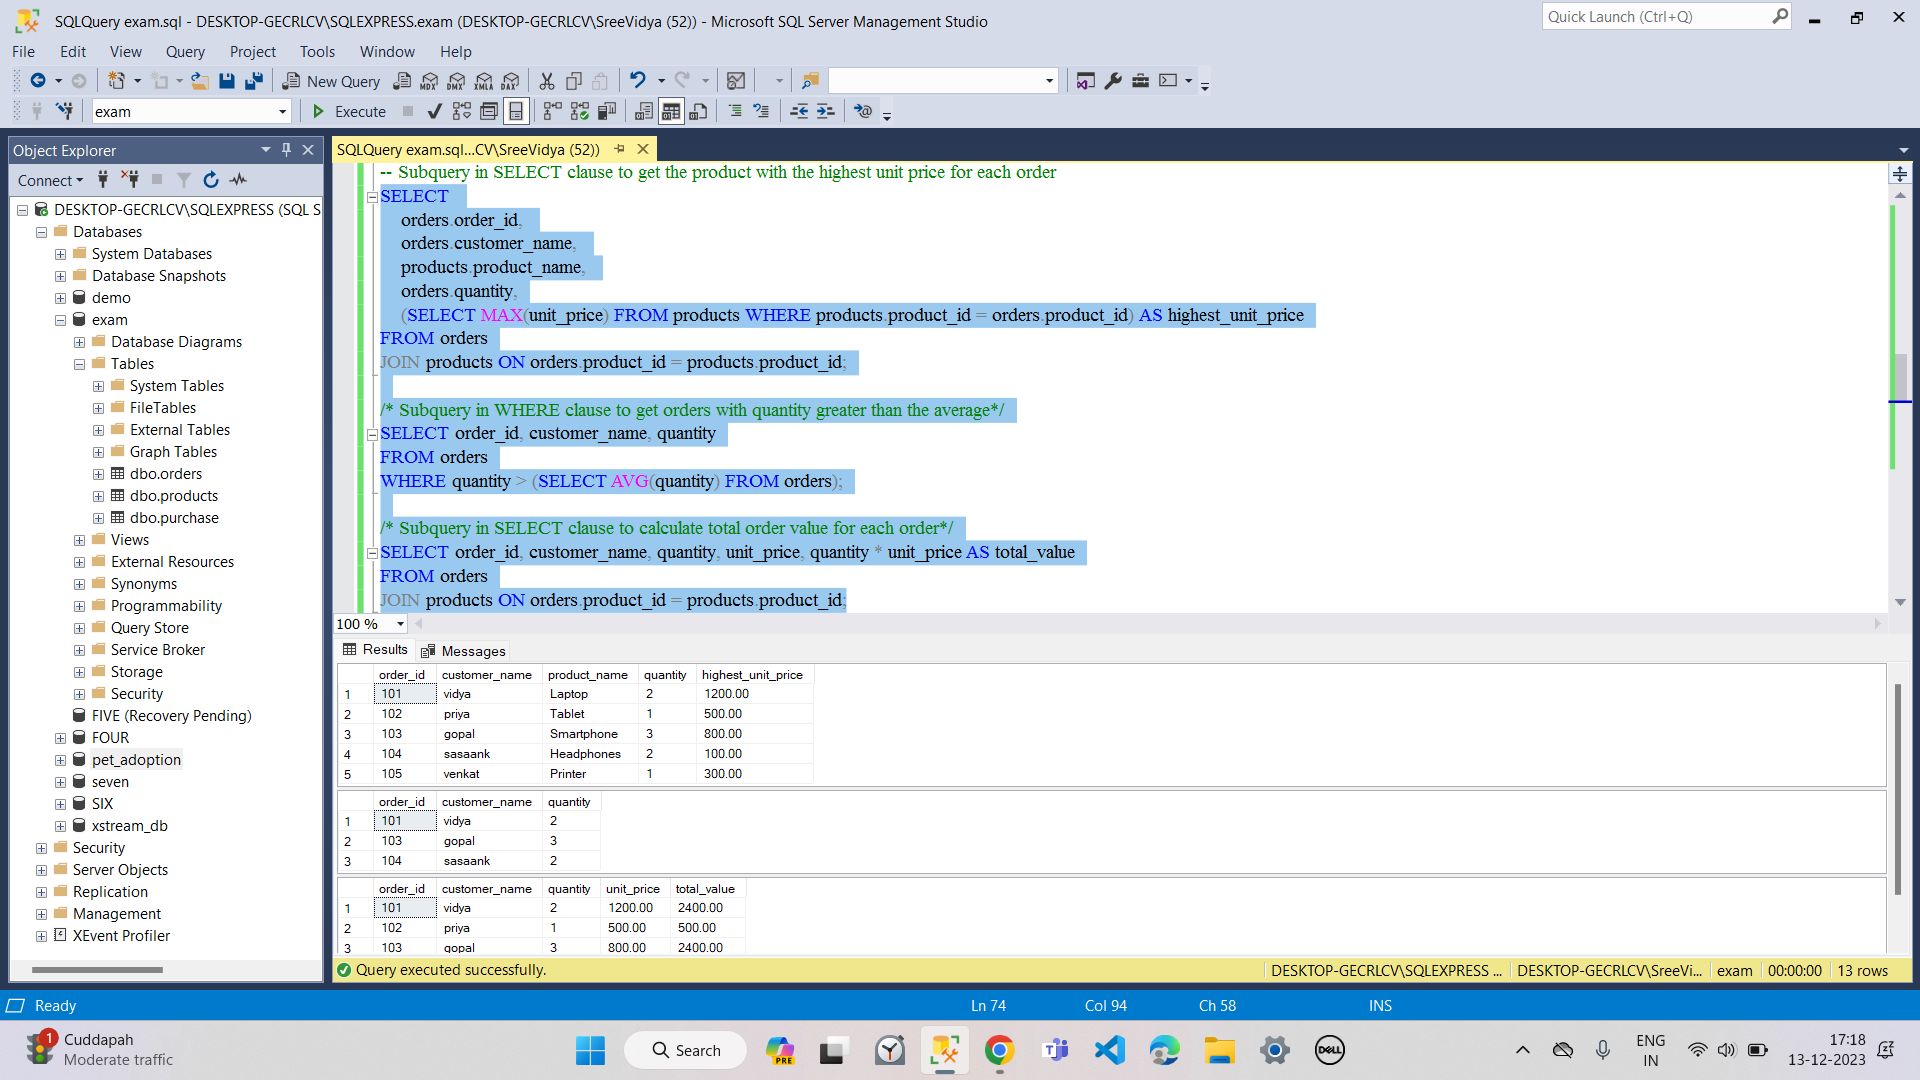 SQLQuery exam.sql - DESKTOP-GECRLCV\SQLEXPRESS.exam (DESKTOP-GECRLCV\SreeVidya (52)) - Microsoft SQL Server Management Studio
Quick Launch (Ctrl+Q)
File Edit View Query Project Tools Window Help
New Query
MDX DMX XMLA DAX
exam
Execute
Object Explorer
SQLQuery exam.sql...CV\SreeVidya (52))
Connect
DESKTOP-GECRLCV\SQLEXPRESS (SQL S
Databases
System Databases
Database Snapshots
demo
exam
Database Diagrams
Tables
System Tables
FileTables
External Tables
Graph Tables
dbo.orders
dbo.products
dbo.purchase
Views
External Resources
Synonyms
Programmability
Query Store
Service Broker
Storage
Security
FIVE (Recovery Pending)
FOUR
pet_adoption
seven
SIX
xstream_db
Security
Server Objects
Replication
Management
XEvent Profiler
-- Subquery in SELECT clause to get the product with the highest unit price for each order
SELECT
orders.order_id,
orders.customer_name,
products.product_name,
orders.quantity,
(SELECT MAX(unit_price) FROM products WHERE products.product_id = orders.product_id) AS highest_unit_price
FROM orders
JOIN products ON orders.product_id = products.product_id;
/* Subquery in WHERE clause to get orders with quantity greater than the average*/
SELECT order_id, customer_name, quantity
FROM orders
WHERE quantity > (SELECT AVG(quantity) FROM orders);
/* Subquery in SELECT clause to calculate total order value for each order*/
SELECT order_id, customer_name, quantity, unit_price, quantity * unit_price AS total_value
FROM orders
JOIN products ON orders.product_id = products.product_id;
100 %
Results Messages
order_id customer_name product_name quantity highest_unit_price
1 101 vidya Laptop 2 1200.00
2 102 priya Tablet 1 500.00
3 103 gopal Smartphone 3 800.00
4 104 sasaank Headphones 2 100.00
5 105 venkat Printer 1 300.00
order_id customer_name quantity
1 101 vidya 2
2 103 gopal 3
3 104 sasaank 2
order_id customer_name quantity unit_price total_value
1 101 vidya 2 1200.00 2400.00
2 102 priya 1 500.00 500.00
3 103 gopal 3 800.00 2400.00
Query executed successfully.
DESKTOP-GECRLCV\SQLEXPRESS ... DESKTOP-GECRLCV\SreeVi... exam 00:00:00 13 rows
Ready
Ln 74 Col 94 Ch 58 INS
1
Cuddapah
Moderate traffic
Search
PRE
DELL
ENG
IN
17:18
13-12-2023